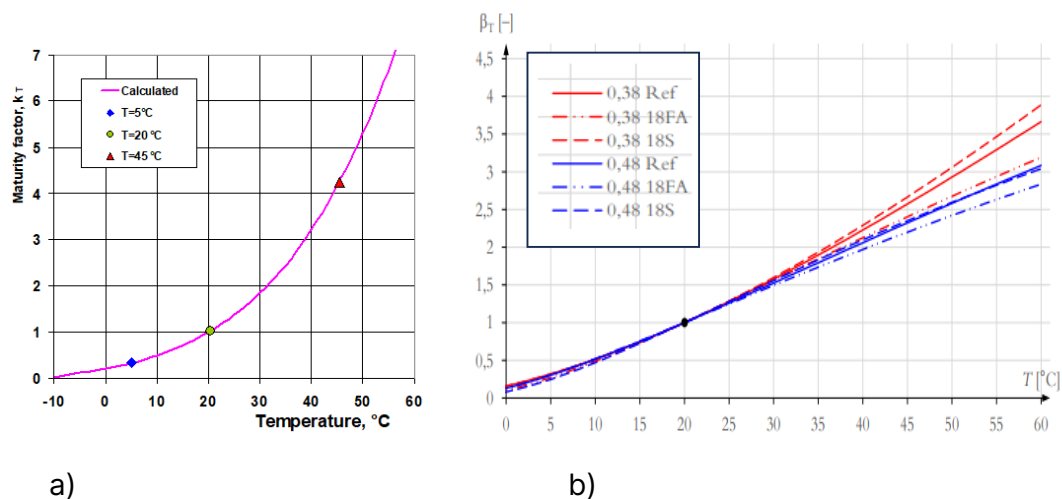 7
6
5
4
3
2
1
0
Maturity factor, k T
Calculated
T=5°C
T=20 °C
T=45 °C
-10 0 10 20 30 40 50 60
Temperature, °C
a)
βT [–]
4,5
4
3,5
3
2,5
2
1,5
1
0,5
0
0,38 Ref
0,38 18FA
0,38 18S
0,48 Ref
0,48 18FA
0,48 18S
T [°C]
0 5 10 15 20 25 30 35 40 45 50 55 60
b)